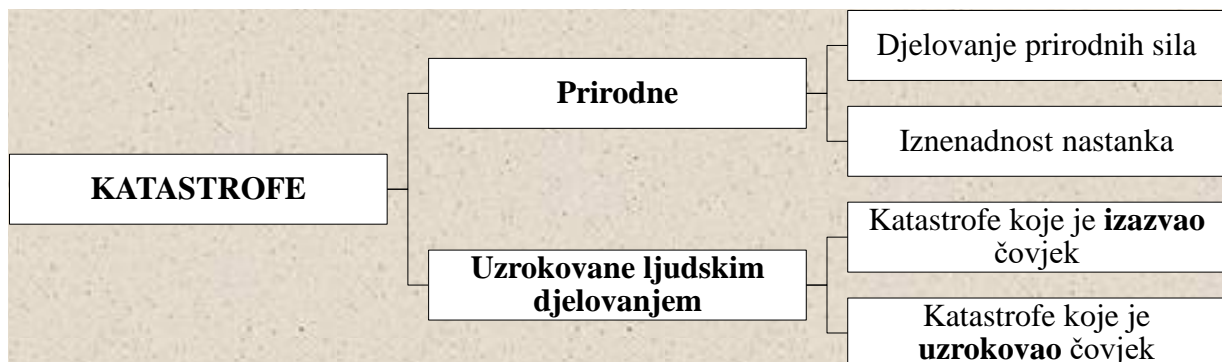 KATASTROFE
Prirodne
Djelovanje prirodnih sila
Iznenadnost nastanka
Uzrokovane ljudskim
djelovanjem
Katastrofe koje je izazvao
čovjek
Katastrofe koje je
uzrokovao čovjek